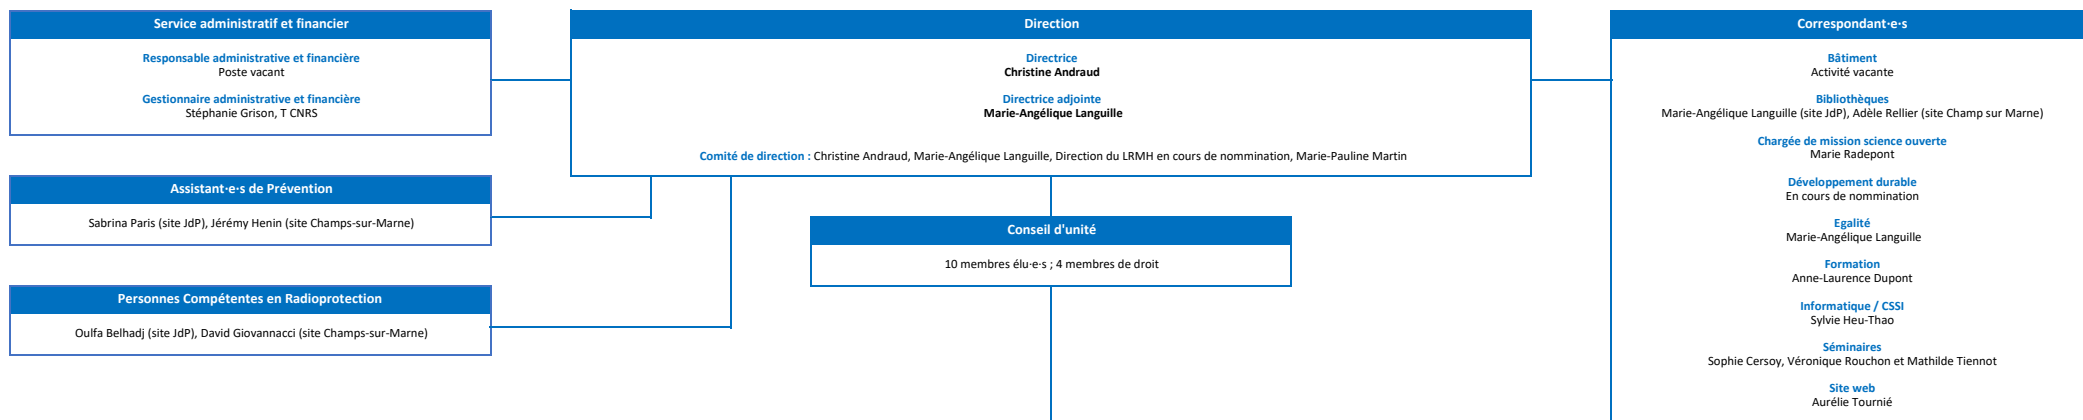 Service administratif et financier
Responsable administrative et financière
Poste vacant
Gestionnaire administrative et financière
Stéphanie Grison, T CNRS
Assistant·e·s de Prévention
Sabrina Paris (site JdP), Jérémy Henin (site Champs-sur-Marne)
Personnes Compétentes en Radioprotection
Oulfa Belhadj (site JdP), David Giovannacci (site Champs-sur-Marne)
Direction
Directrice
Christine Andraud
Directrice adjointe
Marie-Angélique Languille
Comité de direction : Christine Andraud, Marie-Angélique Languille, Direction du LRMH en cours de nommination, Marie-Pauline Martin
Conseil d'unité
10 membres élu·e·s ; 4 membres de droit
Correspondant·e·s
Bâtiment
Activité vacante
Bibliothèques
Marie-Angélique Languille (site JdP), Adèle Rellier (site Champ sur Marne)
Chargée de mission science ouverte
Marie Radepont
Développement durable
En cours de nommination
Egalité
Marie-Angélique Languille
Formation
Anne-Laurence Dupont
Informatique / CSSI
Sylvie Heu-Thao
Séminaires
Sophie Cersoy, Véronique Rouchon et Mathilde Tiennot
Site web
Aurélie Tournié